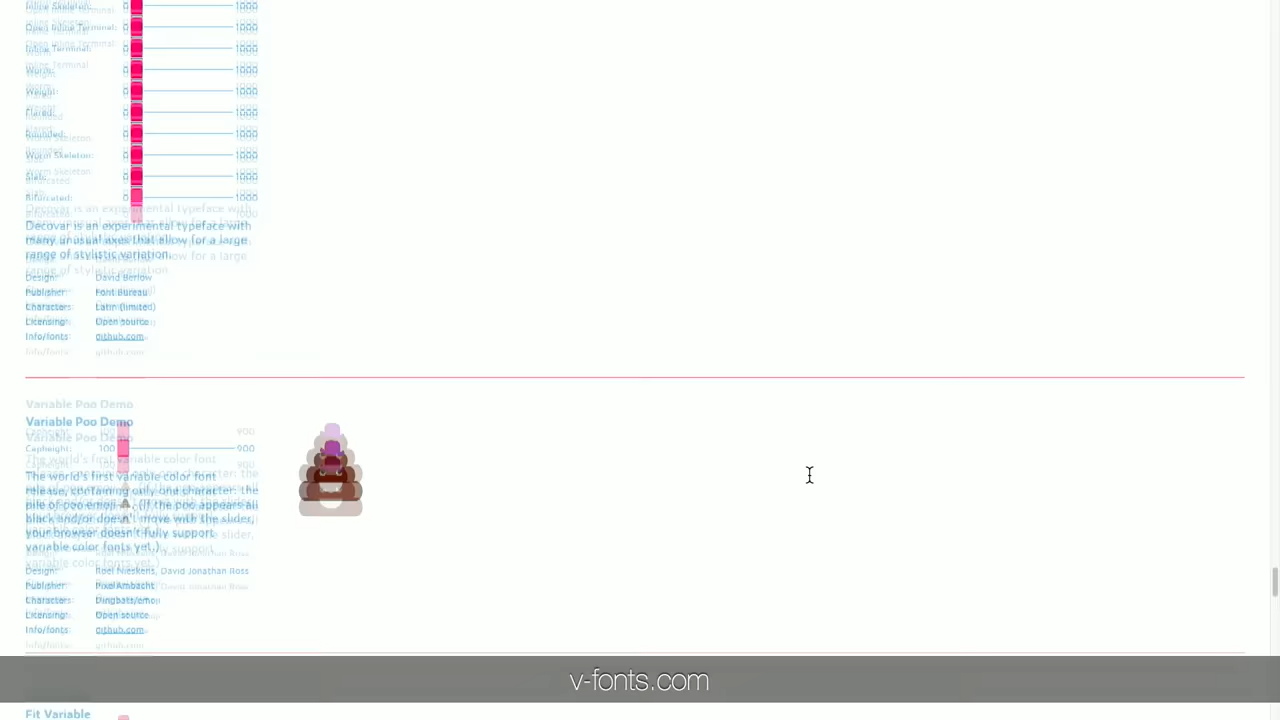 Inline Skeleton: 0 1000
Open Inline Terminal: 0 1000
Inline Terminal: 0 1000
Worm: 0 1000
Weight: 0 1000
Flared: 0 1000
Rounded: 0 1000
Worm Skeleton: 0 1000
Slab: 0 1000
Bifurcated: 0 1000
Decovar is an experimental typeface with
many unusual axes that allow for a large
range of stylistic variation.
Design: David Berlow
Publisher: Font Bureau
Characters: Latin (limited)
Licensing: Open source
Info/fonts github.com
Variable Poo Demo
Capheight: 100 900
The world's first variable color font
release, containing only one character: the
pile of poo emoji 💩. (If the poo appears all
black and/or doesn't move with the slider,
your browser doesn't fully support
variable color fonts yet.)
Design: Roel Nieskens, David Jonathan Ross
Publisher: PixelAmbacht
Characters: Dingbats/emoji
Licensing: Open source
Info/fonts github.com
v-fonts.com
Fit Variable